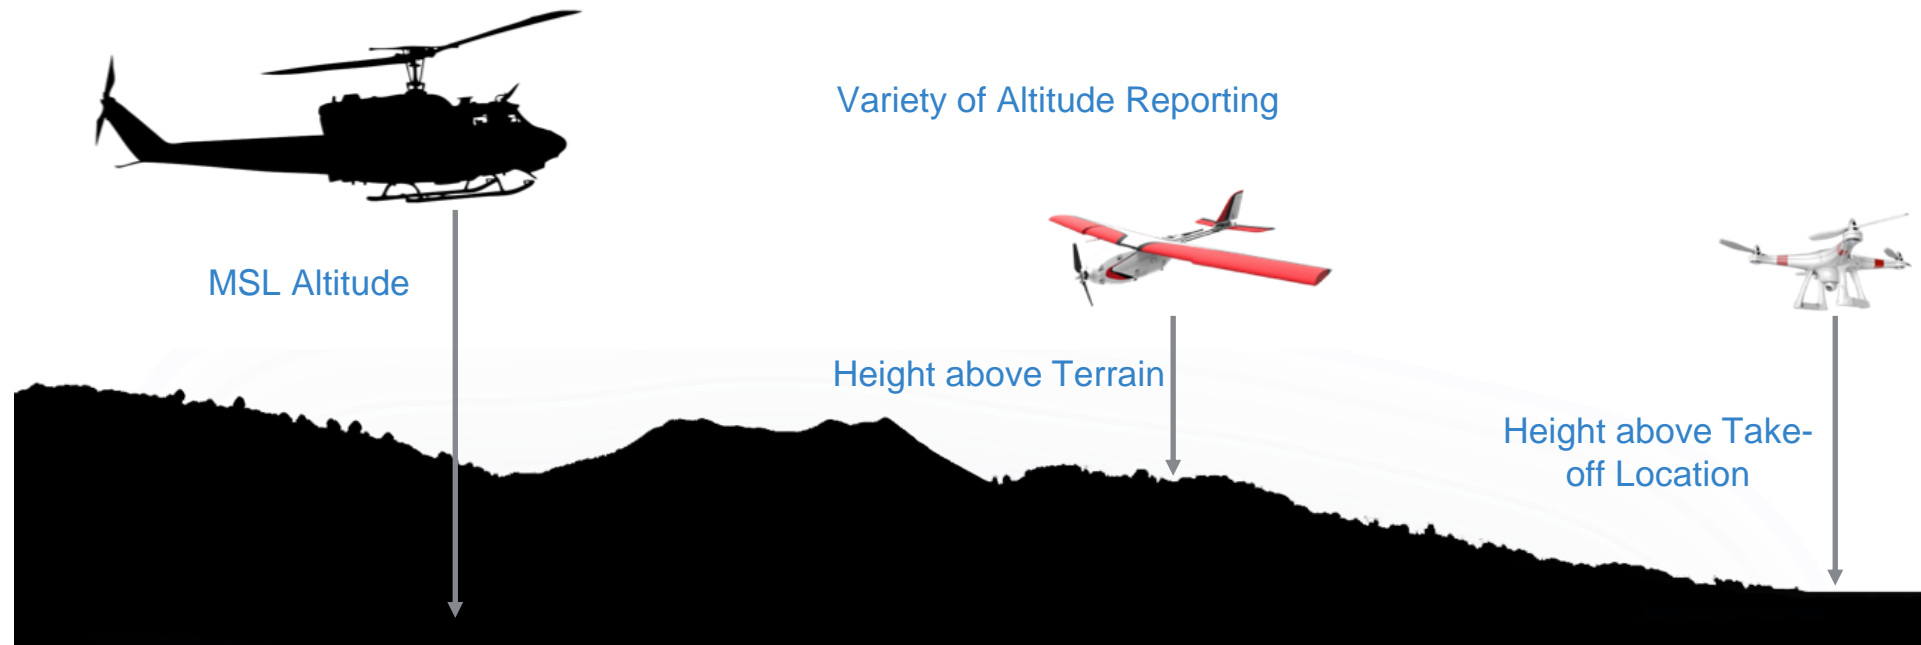 Variety of Altitude Reporting
MSL Altitude
Height above Terrain
Height above Take-
off Location